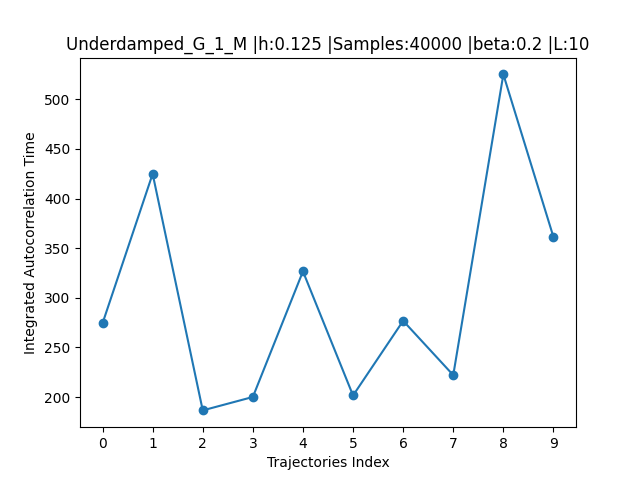 Underdamped_G_1_M |h:0.125 |Samples:40000 |beta:0.2 |L:10
Integrated Autocorrelation Time
500
450
400
350
300
250
200
0 1 2 3 4 5 6 7 8 9
Trajectories Index